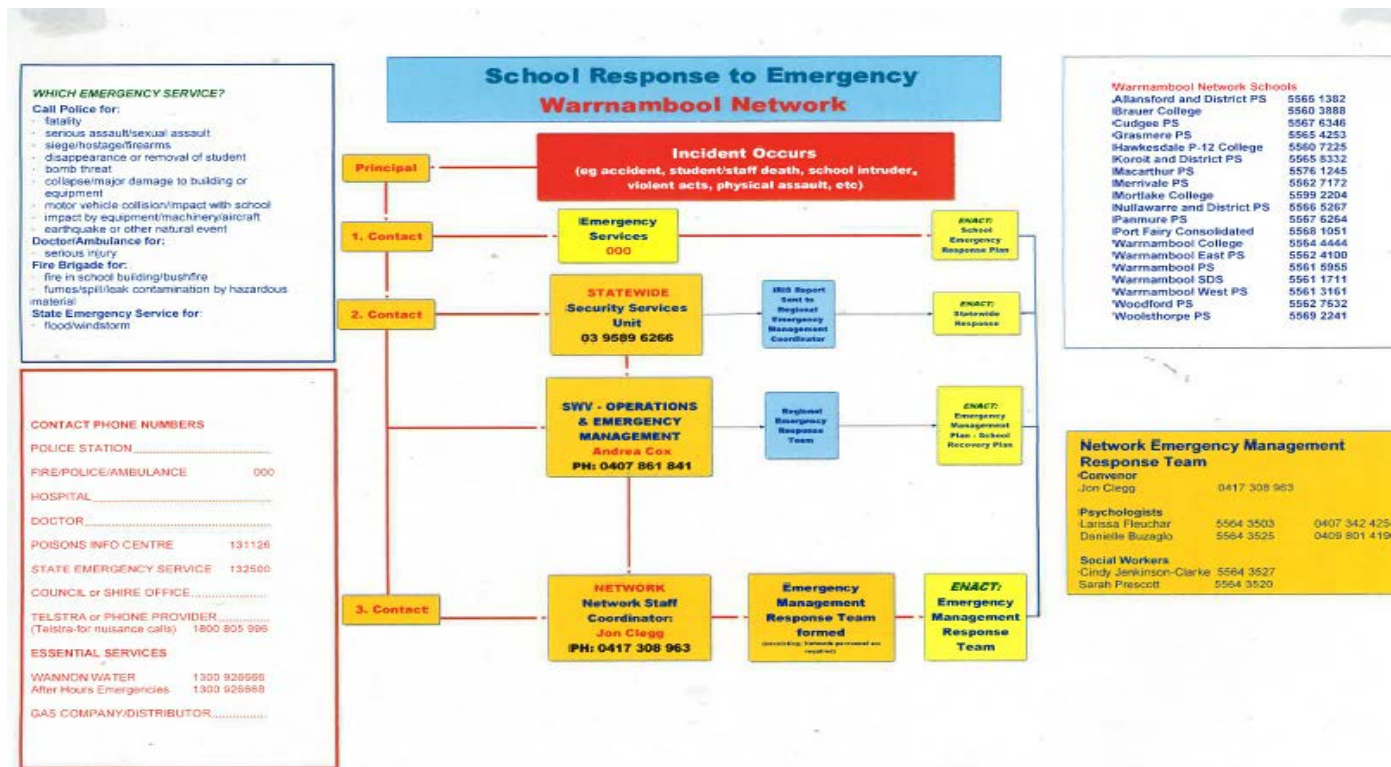 School Response to Emergency
Warrnambool Network
WHICH EMERGENCY SERVICE?
Call Police for:
- fatality
- serious assault/sexual assault
- siege/hostage/firearms
- disappearance or removal of student
- bomb threat
- collapse/major damage to building or
equipment
- motor vehicle collision/impact with school
- impact by equipment/machinery/aircraft
- earthquake or other natural event
Doctor/Ambulance for:
- serious injury
Fire Brigade for:
- fire in school building/bushfire
- fumes/spill/leak contamination by hazardous
material
State Emergency Service for:
- flood/windstorm
CONTACT PHONE NUMBERS
POLICE STATION
FIRE/POLICE/AMBULANCE 000
HOSPITAL
DOCTOR
POISONS INFO CENTRE 131126
STATE EMERGENCY SERVICE 132500
COUNCIL or SHIRE OFFICE
TELSTRA or PHONE PROVIDER
(Telstra-for nuisance calls) 1800 805 996
ESSENTIAL SERVICES
WANNON WATER
After Hours Emergencies
GAS COMPANY/DISTRIBUTOR
Principal
Incident Occurs
(eg accident, student/staff death, school intruder,
violent acts, physical assault, etc)
1. Contact
Emergency
Services
000
ENACT:
School
Emergency
Response Plan
2. Contact
STATEWIDE
Security Services
Unit
03 9589 6266
IRIS Report
Sent to
Regional
Emergency
Management
Coordinator
ENACT:
Statewide
Response
SWV - OPERATIONS
& EMERGENCY
MANAGEMENT
Andrea Cox
PH: 0407 861 841
Regional
Emergency
Response
Team
ENACT:
Emergency
Management
Plan - School
Recovery Plan
3. Contact
NETWORK
Network Staff
Coordinator:
Jon Clegg
PH: 0417 308 963
Emergency
Management
Response Team
formed
ENACT:
Emergency
Management
Response
Team
Warrnambool Network Schools
Allansford and District PS 5565 1382
Brauer College 5560 3888
Cudgee PS 5567 6346
Grasmere PS 5565 4253
Hawkesdale P-12 College 5560 7225
Koroit and District PS 5565 8332
Macarthur PS 5576 1245
Merrivale PS 5562 7172
Mortlake College 5599 2204
Nullawarre and District PS 5566 5267
Panmure PS 5567 6264
Port Fairy Consolidated 5568 1051
Warrnambool College 5564 4444
Warrnambool East PS 5562 4100
Warrnambool PS 5561 5955
Warrnambool SDS 5561 1711
Warrnambool West PS 5561 3161
Woodford PS 5562 7632
Woolsthorpe PS 5569 2241
Network Emergency Management
Response Team
Convenor
Jon Clegg 0417 308 963
Psychologists
Larissa Fleuchar 5564 3503
Danielle Buzaglo 5564 3525
Social Workers
Cindy Jenkinson-Clarke 5564 3527
Sarah Prescott 5564 3520